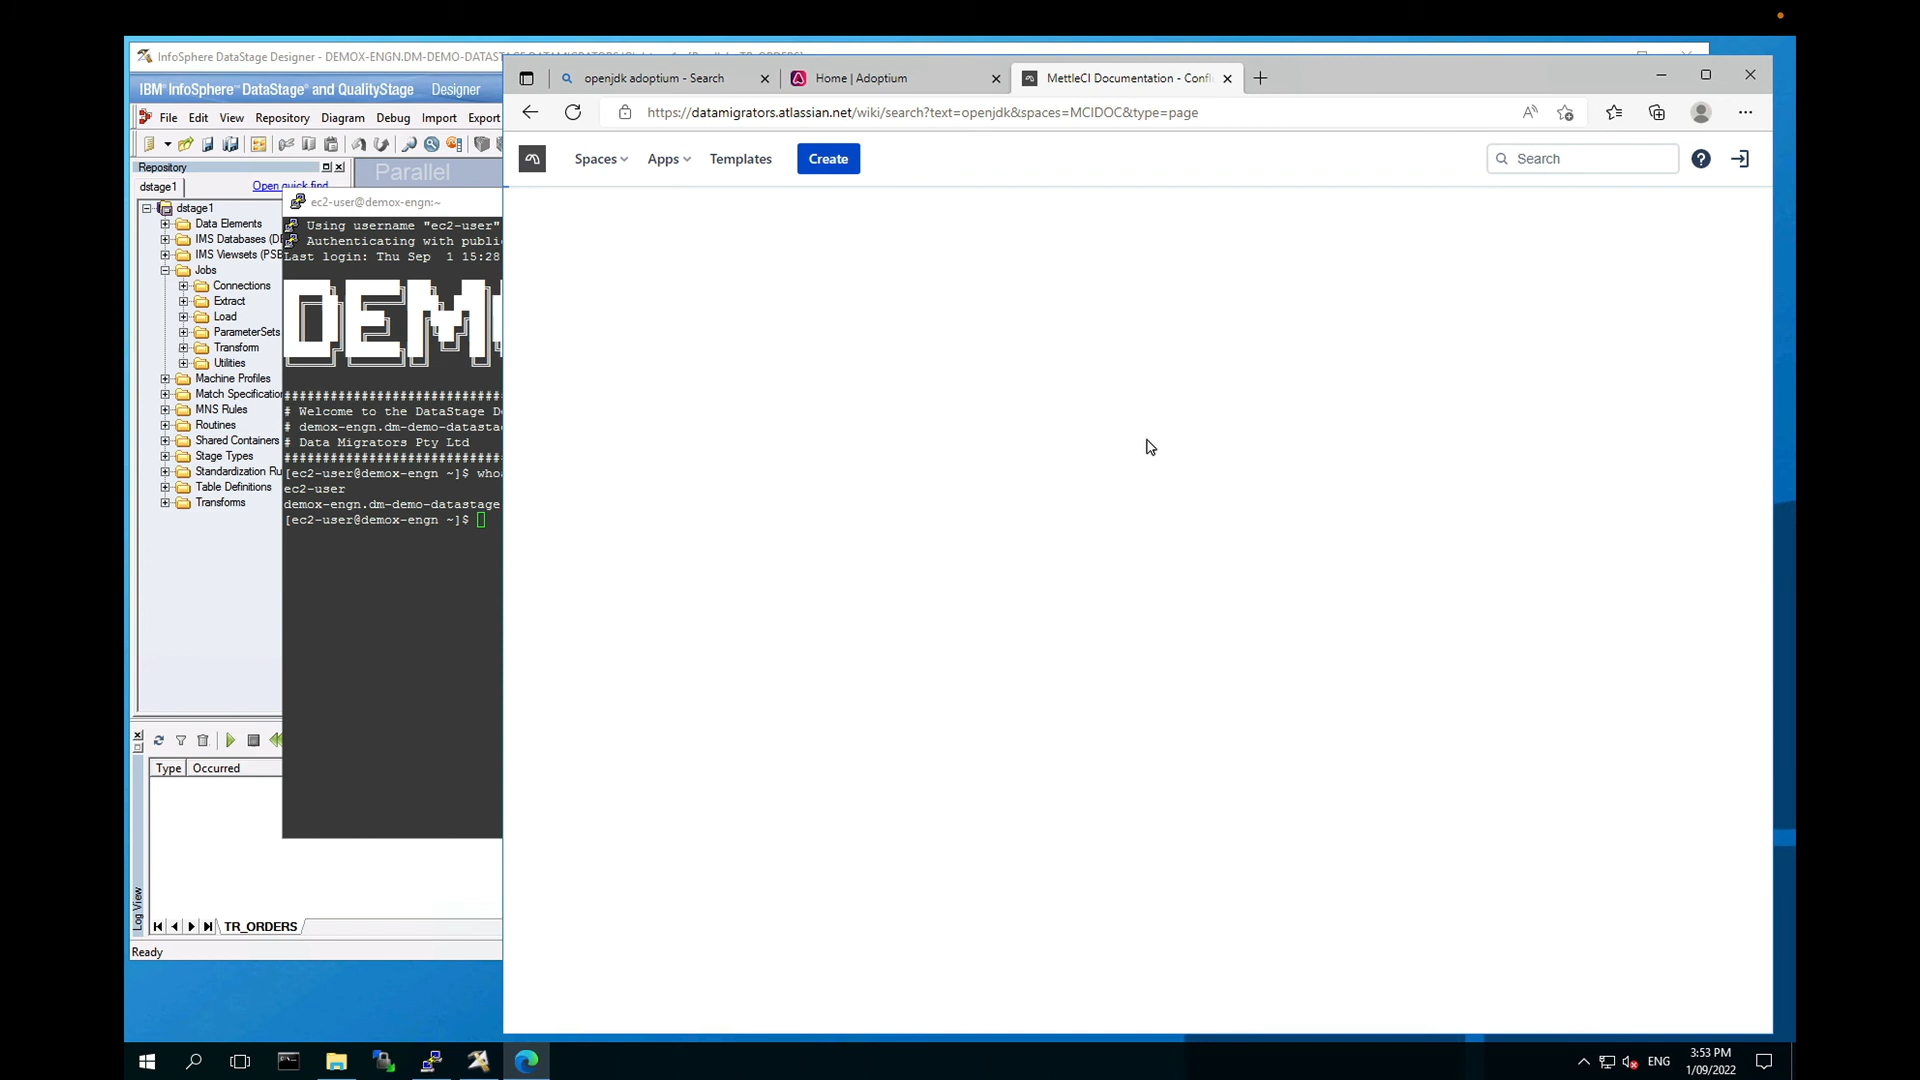 InfoSphere DataStage Designer - DEMOX-ENGN.DM-DEMO-DATAST
IBM® InfoSphere™ DataStage® and QualityStage Designer
File Edit View Repository Diagram Debug Import Export
Repository
dstage1
Open quick find
Parallel
dstage1
Data Elements
IMS Databases (D
IMS Viewsets (PSE
Jobs
Connections
Extract
Load
ParameterSets
Transform
Utilities
Machine Profiles
Match Specification
MNS Rules
Routines
Shared Containers
Stage Types
Standardization Ru
Table Definitions
Transforms
Type Occurred
Log View
TR_ORDERS
Ready
ec2-user@demox-engn:~
Using username "ec2-user"
Authenticating with publi
Last login: Thu Sep  1 15:28
DEM
##############################
# Welcome to the DataStage D
# demox-engn.dm-demo-datasta
# Data Migrators Pty Ltd
##############################
[ec2-user@demox-engn ~]$ who
ec2-user
demox-engn.dm-demo-datastage
[ec2-user@demox-engn ~]$
openjdk adoptium - Search
Home | Adoptium
MettleCI Documentation - Confl
https://datamigrators.atlassian.net/wiki/search?text=openjdk&spaces=MCIDOC&type=page
Spaces Apps Templates Create Search
ENG
3:53 PM
1/09/2022